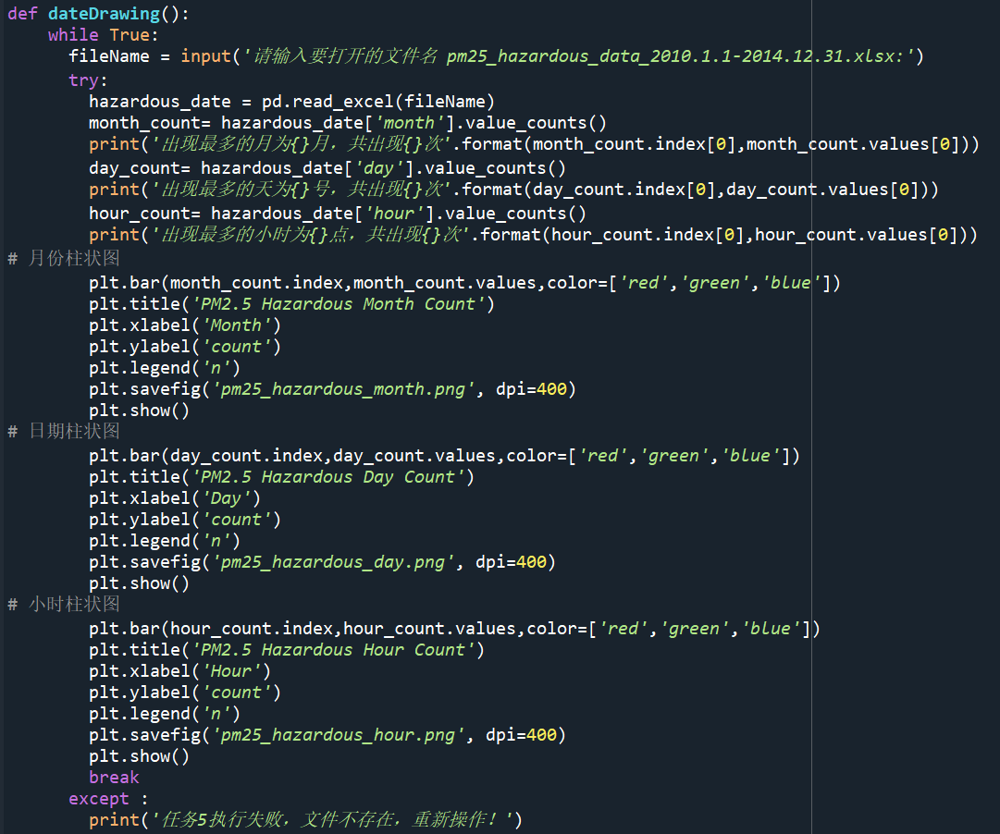 def dateDrawing():
    while True:
      fileName = input('请输入要打开的文件名 pm25_hazardous_data_2010.1.1-2014.12.31.xlsx:')
      try:
        hazardous_date = pd.read_excel(fileName)
        month_count= hazardous_date['month'].value_counts()
        print('出现最多的月为{}月，共出现{}次'.format(month_count.index[0],month_count.values[0]))
        day_count= hazardous_date['day'].value_counts()
        print('出现最多的天为{}号，共出现{}次'.format(day_count.index[0],day_count.values[0]))
        hour_count= hazardous_date['hour'].value_counts()
        print('出现最多的小时为{}点，共出现{}次'.format(hour_count.index[0],hour_count.values[0]))
# 月份柱状图
        plt.bar(month_count.index,month_count.values,color=['red','green','blue'])
        plt.title('PM2.5 Hazardous Month Count')
        plt.xlabel('Month')
        plt.ylabel('count')
        plt.legend('n')
        plt.savefig('pm25_hazardous_month.png', dpi=400)
        plt.show()
# 日期柱状图
        plt.bar(day_count.index,day_count.values,color=['red','green','blue'])
        plt.title('PM2.5 Hazardous Day Count')
        plt.xlabel('Day')
        plt.ylabel('count')
        plt.legend('n')
        plt.savefig('pm25_hazardous_day.png', dpi=400)
        plt.show()
# 小时柱状图
        plt.bar(hour_count.index,hour_count.values,color=['red','green','blue'])
        plt.title('PM2.5 Hazardous Hour Count')
        plt.xlabel('Hour')
        plt.ylabel('count')
        plt.legend('n')
        plt.savefig('pm25_hazardous_hour.png', dpi=400)
        plt.show()
        break
      except :
        print('任务5执行失败，文件不存在，重新操作！')